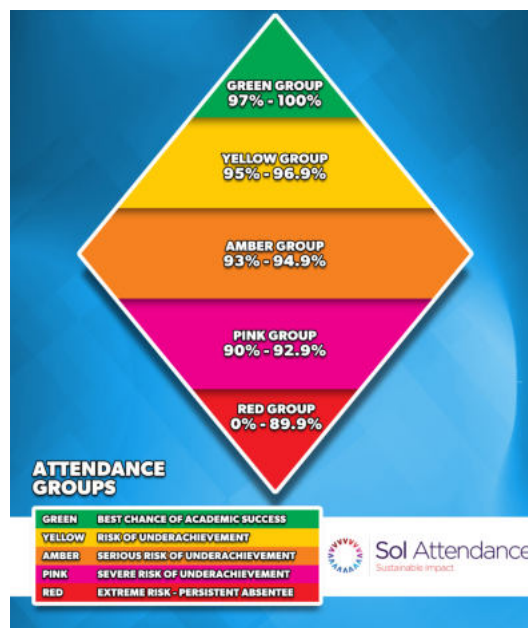 GREEN GROUP
97% - 100%
YELLOW GROUP
95% - 96.9%
AMBER GROUP
93% - 94.9%
PINK GROUP
90% - 92.9%
RED GROUP
0% - 89.9%
ATTENDANCE
GROUPS
GREEN BEST CHANCE OF ACADEMIC SUCCESS
YELLOW RISK OF UNDERACHIEVEMENT
AMBER SERIOUS RISK OF UNDERACHIEVEMENT
PINK SEVERE RISK OF UNDERACHIEVEMENT
RED EXTREME RISK - PERSISTENT ABSENTEE
Sol Attendance
Sustainable Impact